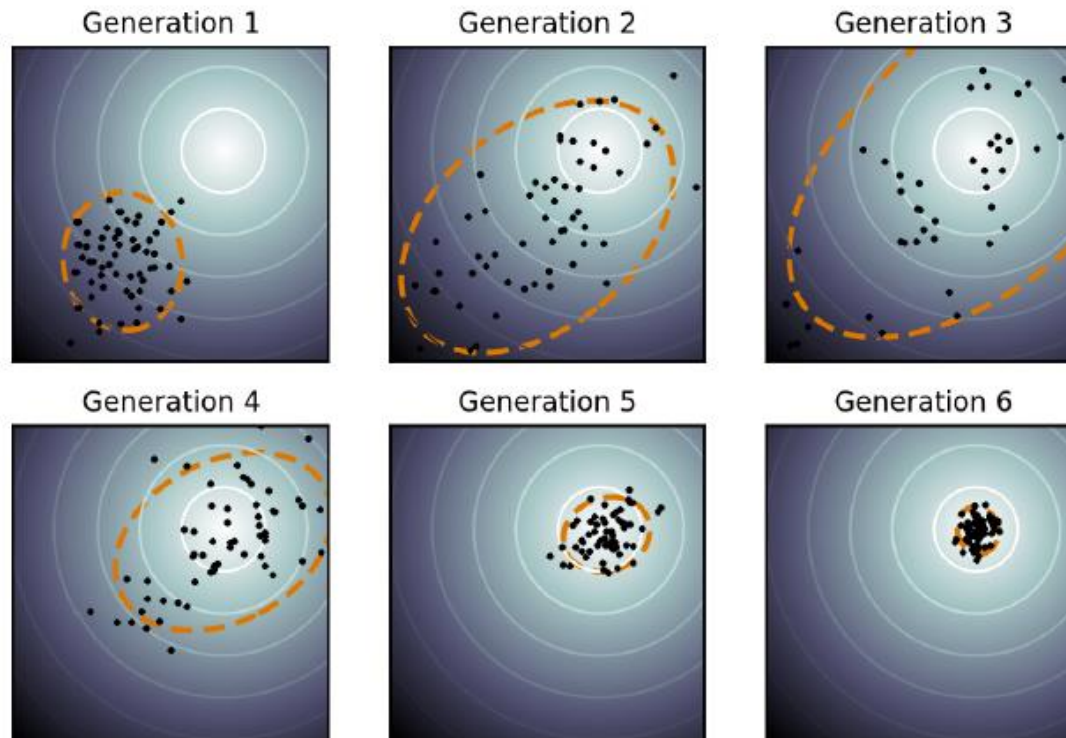 Generation 1
Generation 2
Generation 3
Generation 4
Generation 5
Generation 6